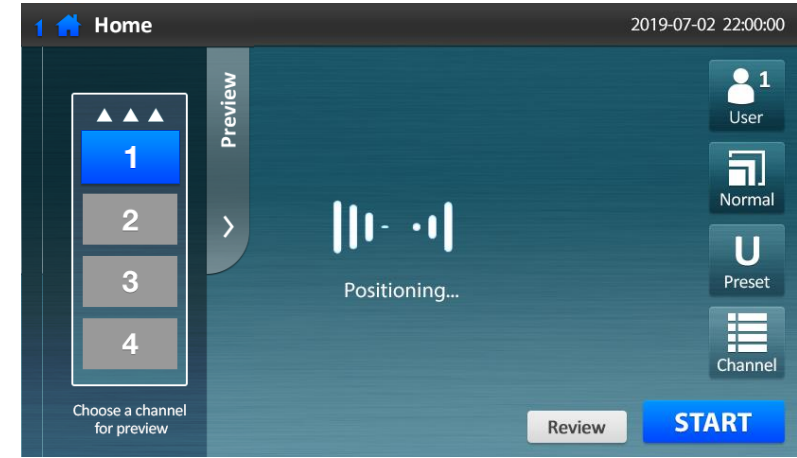 1 Home
2019-07-02 22:00:00
Preview
1
2
3
4
Choose a channel
for preview
Positioning...
1
User
Normal
U
Preset
Channel
Review
START